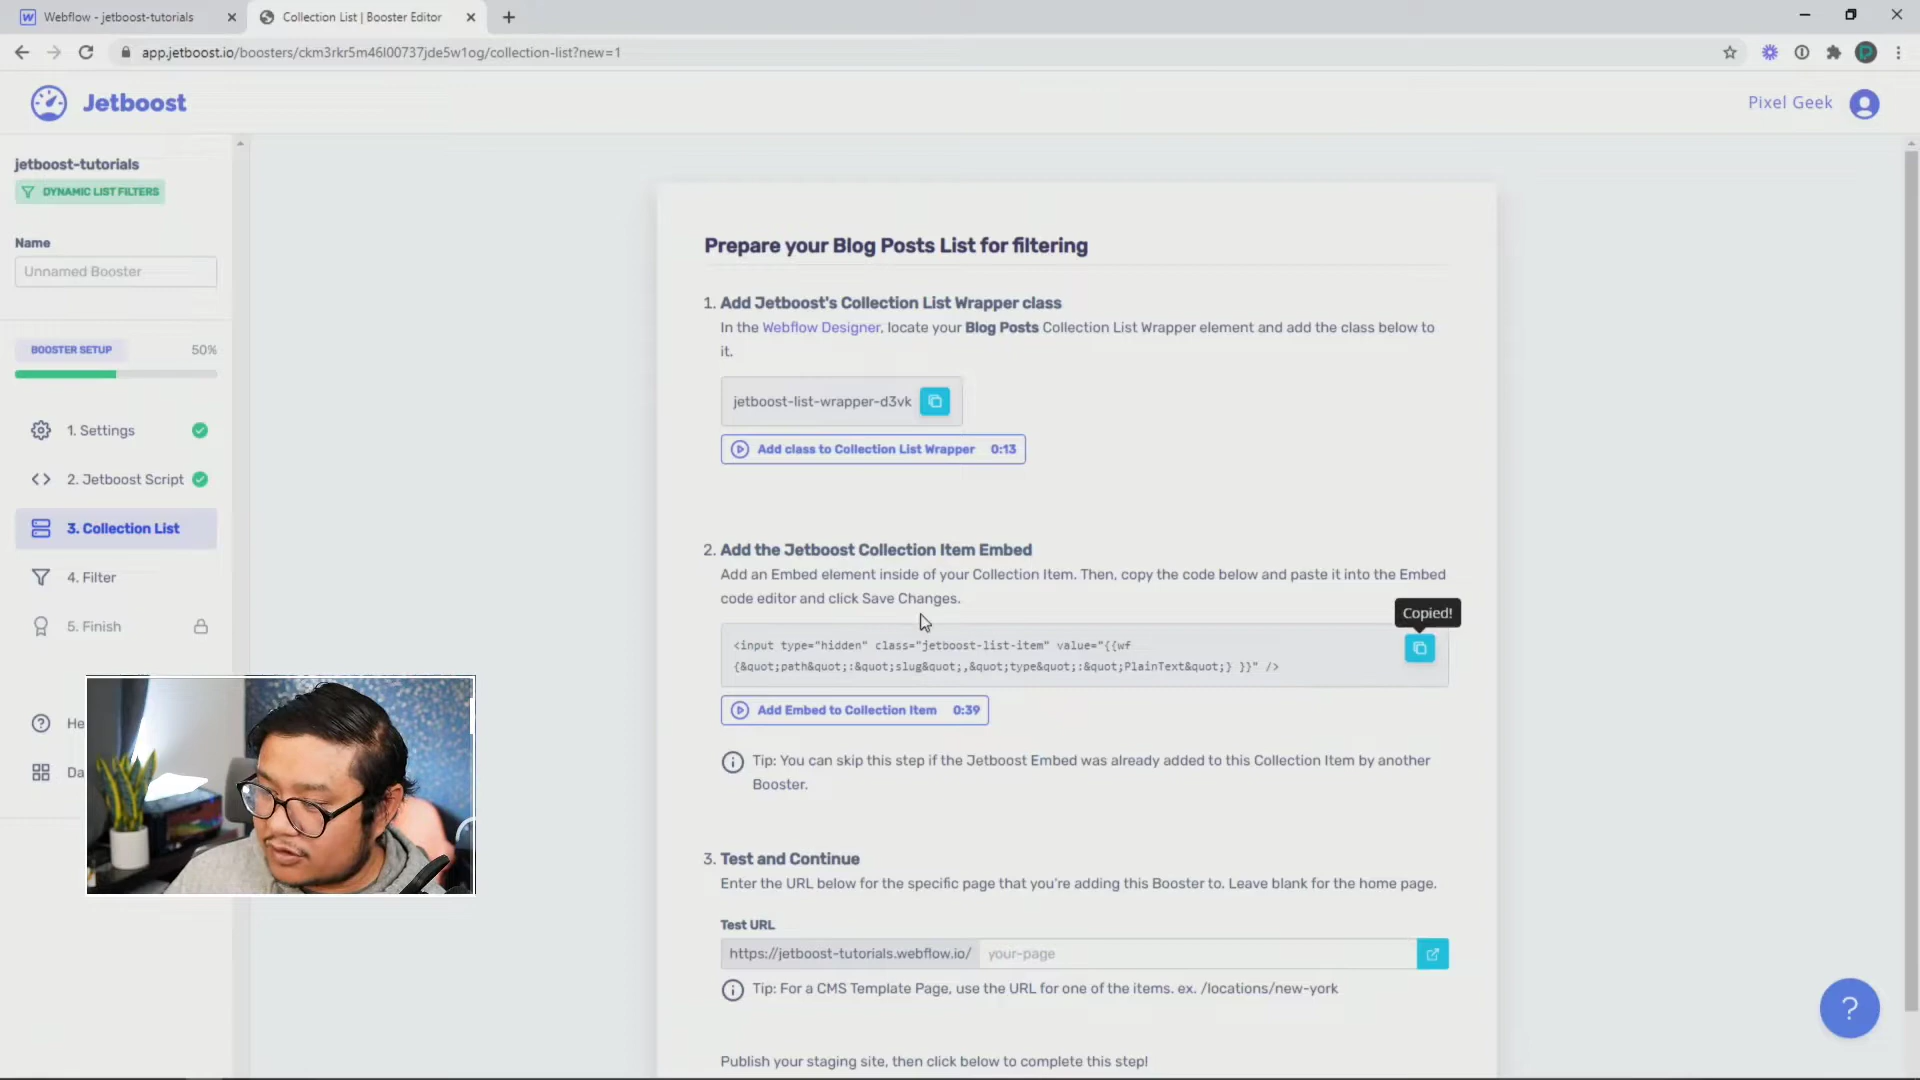 Webflow - jetboost-tutorials
Collection List | Booster Editor
app.jetboost.io/boosters/ckm3rkr5m46l00737jde5w1og/collection-list?new=1
Jetboost
Pixel Geek
jetboost-tutorials
DYNAMIC LIST FILTERS
Name
Unnamed Booster
BOOSTER SETUP 50%
1. Settings
2. Jetboost Script
3. Collection List
4. Filter
5. Finish
He
Da
Prepare your Blog Posts List for filtering
1. Add Jetboost's Collection List Wrapper class
In the Webflow Designer, locate your Blog Posts Collection List Wrapper element and add the class below to
it.
jetboost-list-wrapper-d3vk
Add class to Collection List Wrapper 0:13
2. Add the Jetboost Collection Item Embed
Add an Embed element inside of your Collection Item. Then, copy the code below and paste it into the Embed
code editor and click Save Changes.
Copied!
<input type="hidden" class="jetboost-list-item" value="{{wf
{&quot;path&quot;:&quot;slug&quot;,&quot;type&quot;:&quot;PlainText&quot;} }}" />
Add Embed to Collection Item 0:39
Tip: You can skip this step if the Jetboost Embed was already added to this Collection Item by another
Booster.
3. Test and Continue
Enter the URL below for the specific page that you're adding this Booster to. Leave blank for the home page.
Test URL
https://jetboost-tutorials.webflow.io/ your-page
Tip: For a CMS Template Page, use the URL for one of the items. ex. /locations/new-york
Publish your staging site, then click below to complete this step!
?